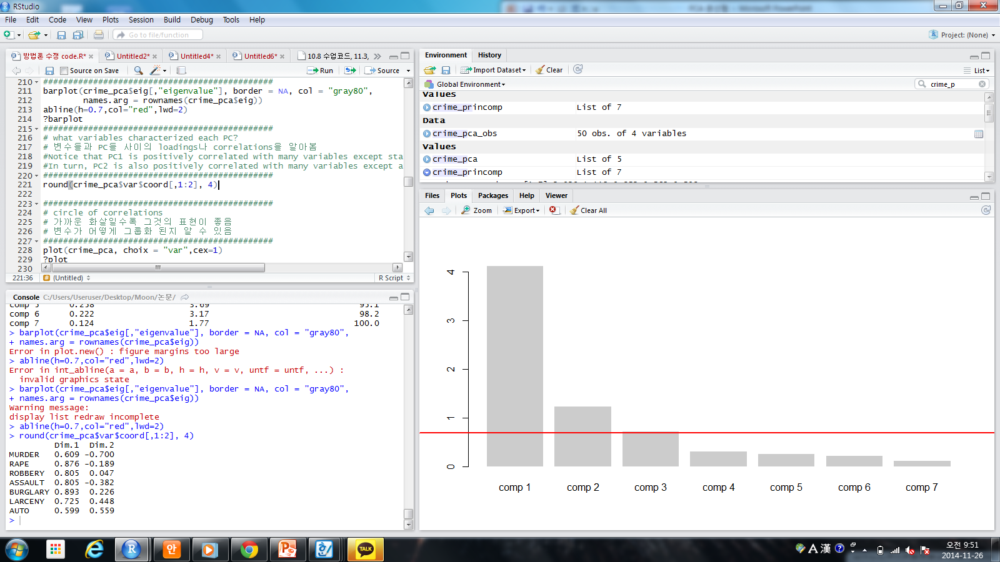 RStudio
File Edit Code View Plots Session Build Debug Tools Help
Go to file/function
Project: (None)
방법론 수정 code.R*
Untitled2*
Untitled4*
Untitled6*
10.8 수업코드, 11.3,
Source on Save
Run
Source
210 ##############################################
211 barplot(crime_pca$eig[,"eigenvalue"], border = NA, col = "gray80",
212 names.arg = rownames(crime_pca$eig))
213 abline(h=0.7,col="red",lwd=2)
214 ?barplot
215 ##############################################
216 # what variables characterized each PC?
217 # 변수들과 PC들 사이의 loadings나 correlations을 알아봄
218 #Notice that PC1 is positively correlated with many variables except sta
219 #In turn, PC2 is also positively correlated with many variables except a
220 ##############################################
221 round(crime_pca$var$coord[,1:2], 4)
222
223 ##############################################
224 # circle of correlations
225 # 가까운 화살일수록 그것의 표현이 좋음
226 # 변수가 어떻게 그룹화 된지 알 수 있음
227 ##############################################
228 plot(crime_pca, choix = "var",cex=1)
229 ?plot
230
221:36 # (Untitled) R Script
Console C:/Users/Useruser/Desktop/Moon/논문/
comp 5 0.258 3.69 95.1
comp 6 0.222 3.17 98.2
comp 7 0.124 1.77 100.0
> barplot(crime_pca$eig[,"eigenvalue"], border = NA, col = "gray80",
+ names.arg = rownames(crime_pca$eig))
Error in plot.new() : figure margins too large
> abline(h=0.7,col="red",lwd=2)
Error in int_abline(a = a, b = b, h = h, v = v, untf = untf, ...) :
invalid graphics state
> barplot(crime_pca$eig[,"eigenvalue"], border = NA, col = "gray80",
+ names.arg = rownames(crime_pca$eig))
Warning message:
display list redraw incomplete
> abline(h=0.7,col="red",lwd=2)
> round(crime_pca$var$coord[,1:2], 4)
Dim.1 Dim.2
MURDER 0.609 -0.700
RAPE 0.876 -0.189
ROBBERY 0.805 0.047
ASSAULT 0.805 -0.382
BURGLARY 0.893 0.226
LARCENY 0.725 0.448
AUTO 0.599 0.559
>
Environment History
Import Dataset Clear
List
Global Environment
crime_p
Values
crime_princomp List of 7
Data
crime_pca_obs 50 obs. of 4 variables
Values
crime_pca List of 5
crime_princomp List of 7
Files Plots Packages Help Viewer
Zoom Export Clear All
4
3
2
1
0
comp 1 comp 2 comp 3 comp 4 comp 5 comp 6 comp 7
안
TALK
A 漢
오전 9:51
2014-11-26